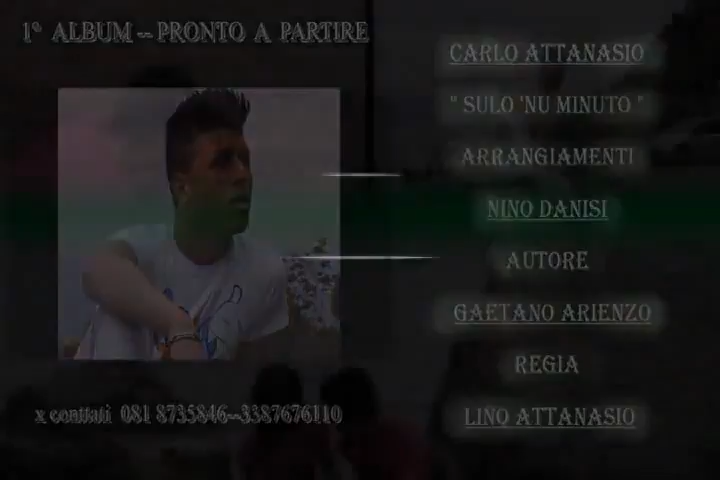 1° ALBUM -- PRONTO A PARTIRE
CARLO ATTANASIO
" SULO 'NU MINUTO "
ARRANGIAMENTI
NINO DANISI
AUTORE
GAETANO ARIENZO
REGIA
LINO ATTANASIO
x conttati 081 8735846--3387676110